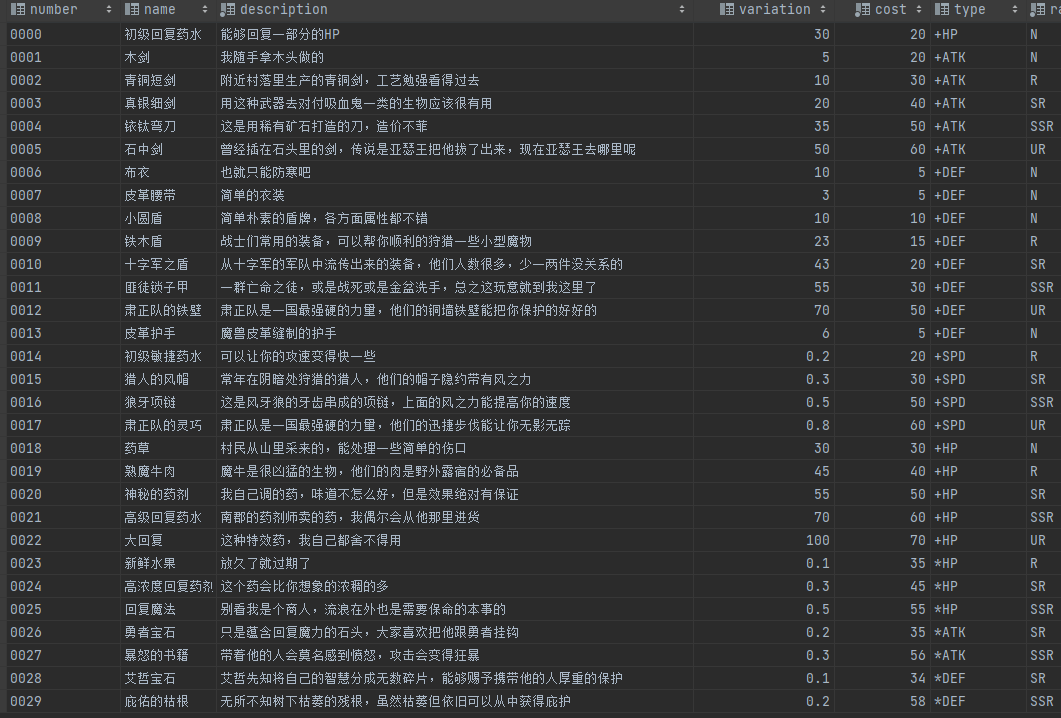 number name description variation cost type ra
0000 初级回复药水 能够回复一部分的HP 30 20 +HP N
0001 木剑 我随手拿木头做的 5 20 +ATK N
0002 青铜短剑 附近村落里生产的青铜剑，工艺勉强看得过去 10 30 +ATK R
0003 真银细剑 用这种武器去对付吸血鬼一类的生物应该很有用 20 40 +ATK SR
0004 铱钛弯刀 这是用稀有矿石打造的刀，造价不菲 35 50 +ATK SSR
0005 石中剑 曾经插在石头里的剑，传说是亚瑟王把他拔了出来，现在亚瑟王去哪里呢 50 60 +ATK UR
0006 布衣 也就只能防寒吧 10 5 +DEF N
0007 皮革腰带 简单的衣装 3 5 +DEF N
0008 小圆盾 简单朴素的盾牌，各方面属性都不错 10 10 +DEF N
0009 铁木盾 战士们常用的装备，可以帮你顺利的狩猎一些小型魔物 23 15 +DEF R
0010 十字军之盾 从十字军的军队中流传出来的装备，他们人数很多，少一两件没关系的 43 20 +DEF SR
0011 匪徒锁子甲 一群亡命之徒，或是战死或是金盆洗手，总之这玩意就到我这里了 55 30 +DEF SSR
0012 肃正队的铁壁 肃正队是一国最强硬的力量，他们的铜墙铁壁能把你保护的好好的 70 50 +DEF UR
0013 皮革护手 魔兽皮革缝制的护手 6 5 +DEF N
0014 初级敏捷药水 可以让你的攻速变得快一些 0.2 20 +SPD R
0015 猎人的风帽 常年在阴暗处狩猎的猎人，他们的帽子隐约带有风之力 0.3 30 +SPD SR
0016 狼牙项链 这是风牙狼的牙齿串成的项链，上面的风之力能提高你的速度 0.5 50 +SPD SSR
0017 肃正队的灵巧 肃正队是一国最强硬的力量，他们的迅捷步伐能让你无影无踪 0.8 60 +SPD UR
0018 药草 村民从山里采来的，能处理一些简单的伤口 30 30 +HP N
0019 熟魔牛肉 魔牛是很凶猛的生物，他们的肉是野外露宿的必备品 45 40 +HP R
0020 神秘的药剂 我自己调的药，味道不怎么好，但是效果绝对有保证 55 50 +HP SR
0021 高级回复药水 南郡的药剂师卖的药，我偶尔会从他那里进货 70 60 +HP SSR
0022 大回复 这种特效药，我自己都舍不得用 100 70 +HP UR
0023 新鲜水果 放久了就过期了 0.1 35 *HP R
0024 高浓度回复药剂 这个药会比你想象的浓稠的多 0.3 45 *HP SR
0025 回复魔法 别看我是个商人，流浪在外也是需要保命的本事的 0.5 55 *HP SSR
0026 勇者宝石 只是蕴含回复魔力的石头，大家喜欢把他跟勇者挂钩 0.2 35 *ATK SR
0027 暴怒的书籍 带着他的人会莫名感到愤怒，攻击会变得狂暴 0.3 56 *ATK SSR
0028 艾哲宝石 艾哲先知将自己的智慧分成无数碎片，能够赐予携带他的人厚重的保护 0.1 34 *DEF SR
0029 庇佑的枯根 无所不知树下枯萎的残根，虽然枯萎但依旧可以从中获得庇护 0.2 58 *DEF SSR